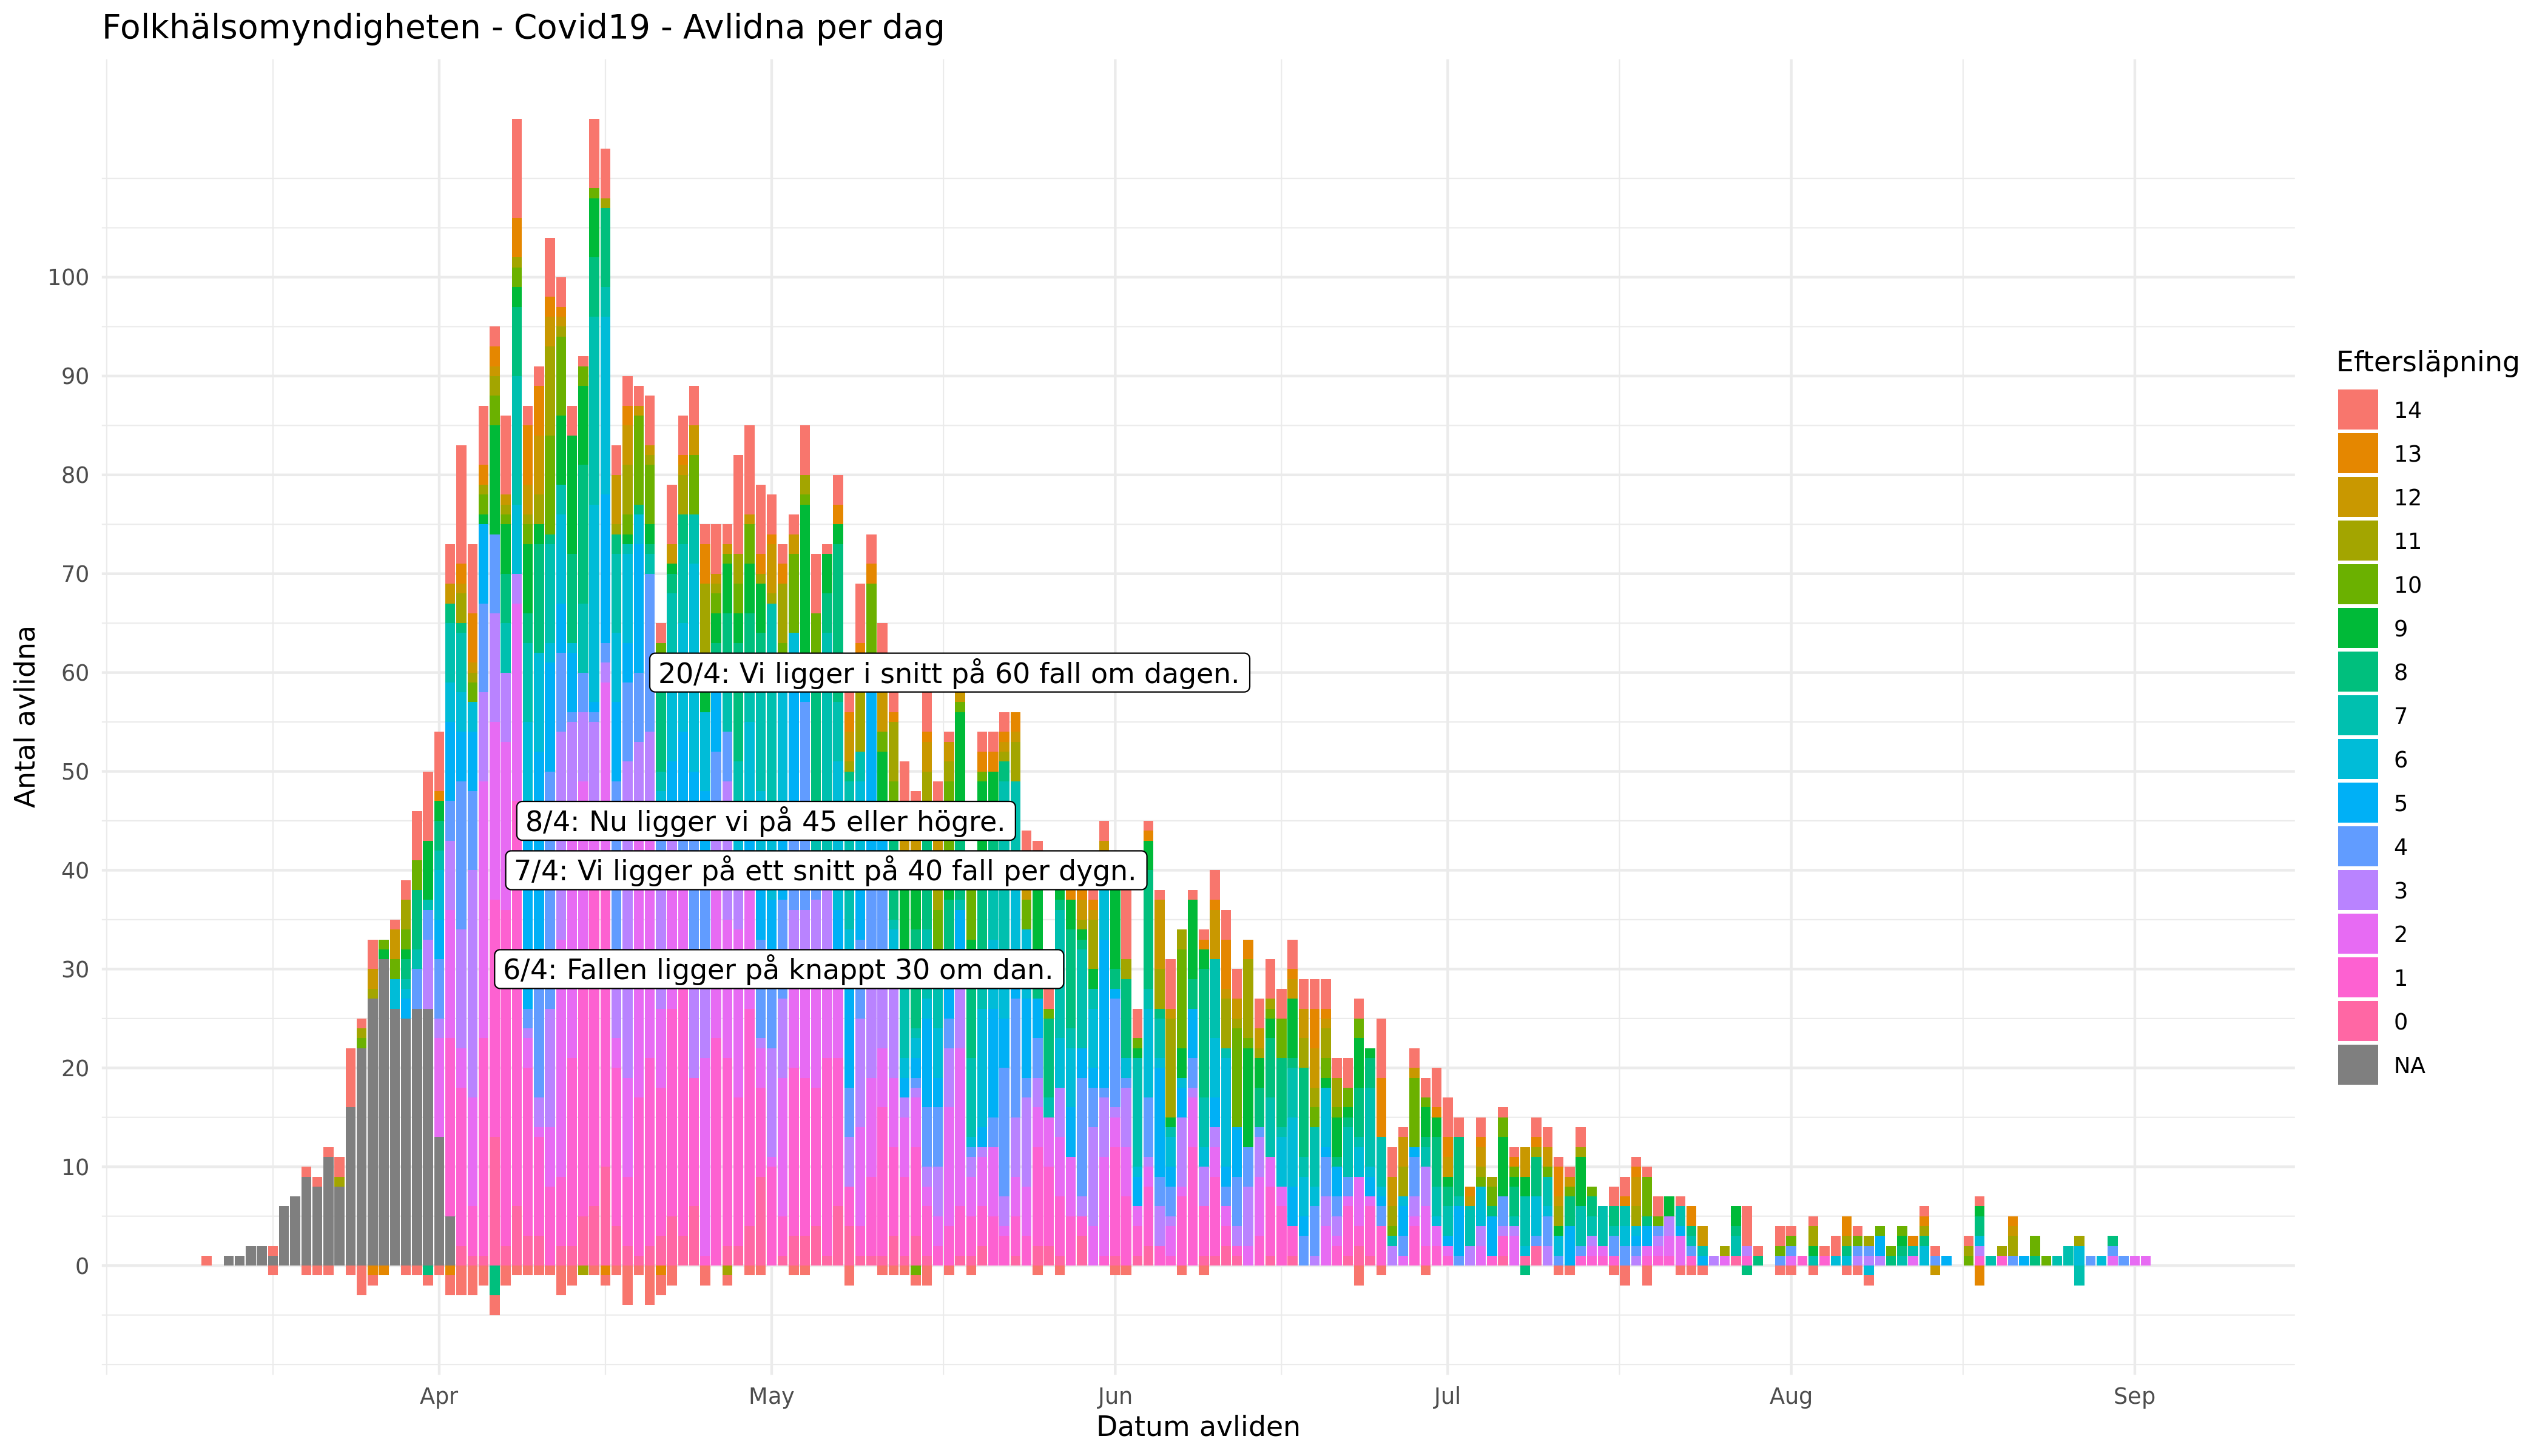 Folkhälsomyndigheten - Covid19 - Avlidna per dag
Antal avlidna
100
90
80
70
60
50
40
30
20
10
0
20/4: Vi ligger i snitt på 60 fall om dagen.
8/4: Nu ligger vi på 45 eller högre.
7/4: Vi ligger på ett snitt på 40 fall per dygn.
6/4: Fallen ligger på knappt 30 om dan.
Apr May Jun Jul Aug Sep
Datum avliden
Eftersläpning
14
13
12
11
10
9
8
7
6
5
4
3
2
1
0
NA